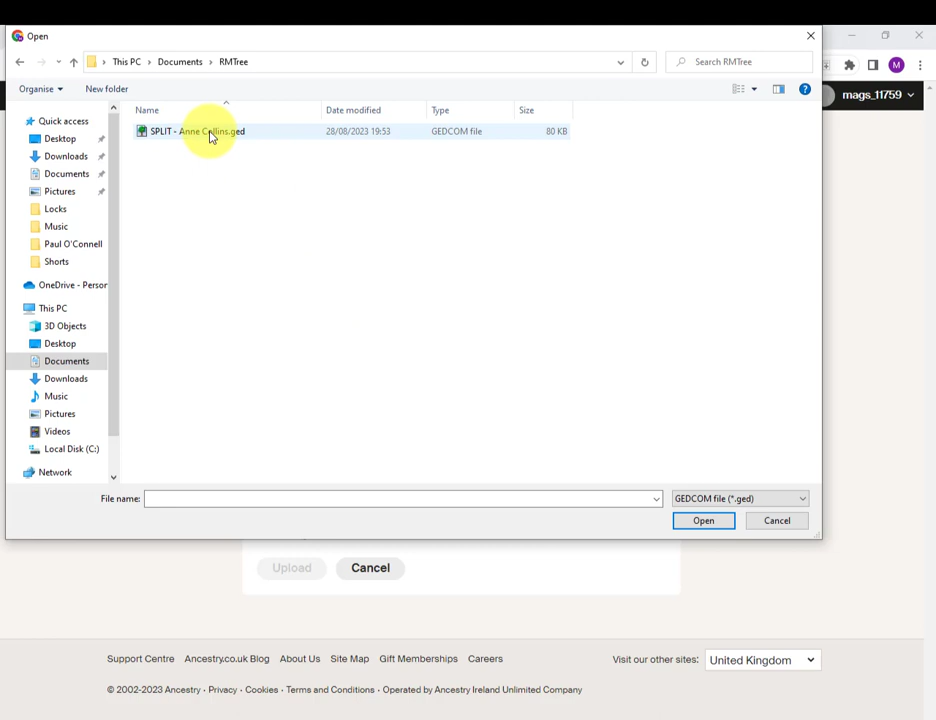 Open
This PC > Documents > RMTree
Search RMTree
mags_11759
M
Organise
New folder
Name
Date modified
Type
Size
SPLIT - Anne Collins.ged
28/08/2023 19:53
GEDCOM file
80 KB
Quick access
Desktop
Downloads
Documents
Pictures
Locks
Music
Paul O'Connell
Shorts
OneDrive - Person
This PC
3D Objects
Desktop
Documents
Downloads
Music
Pictures
Videos
Local Disk (C:)
Network
File name:
GEDCOM file (*.ged)
Open
Cancel
Upload
Cancel
Support Centre Ancestry.co.uk Blog About Us Site Map Gift Memberships Careers
Visit our other sites: United Kingdom
© 2002-2023 Ancestry • Privacy • Cookies • Terms and Conditions • Operated by Ancestry Ireland Unlimited Company